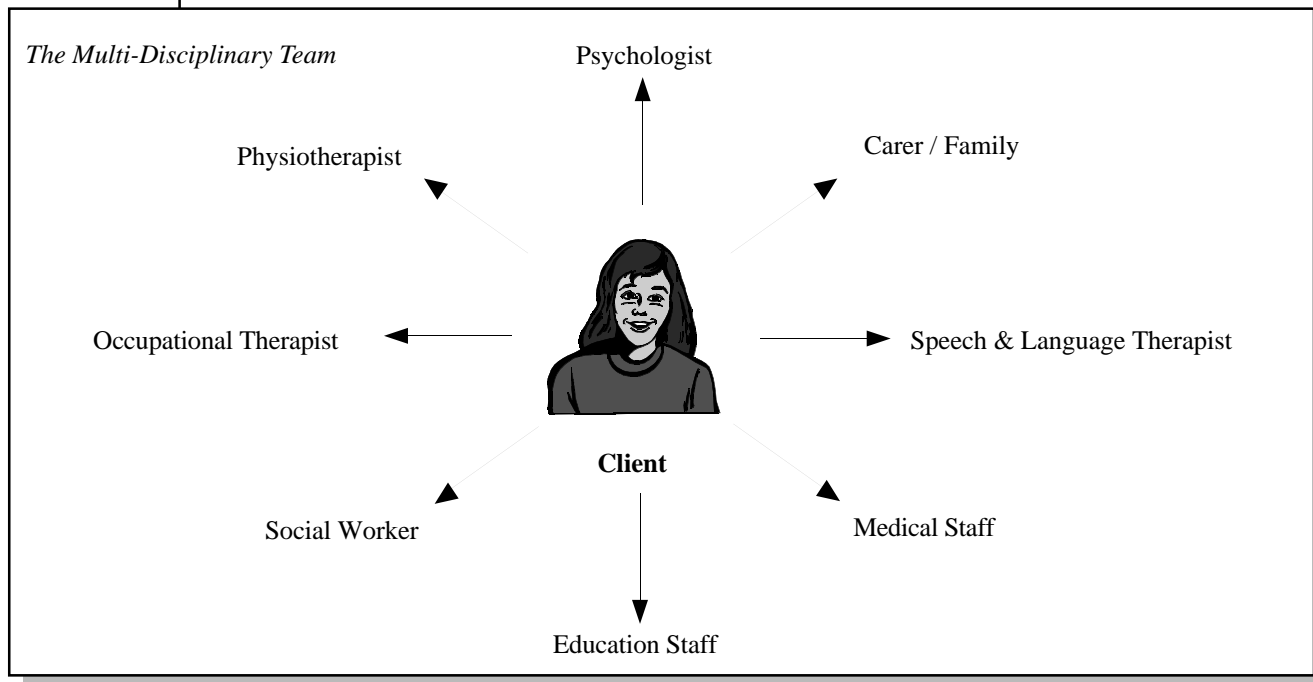 The Multi-Disciplinary Team
Psychologist
Physiotherapist
Carer / Family
Occupational Therapist
Speech & Language Therapist
Client
Social Worker
Medical Staff
Education Staff